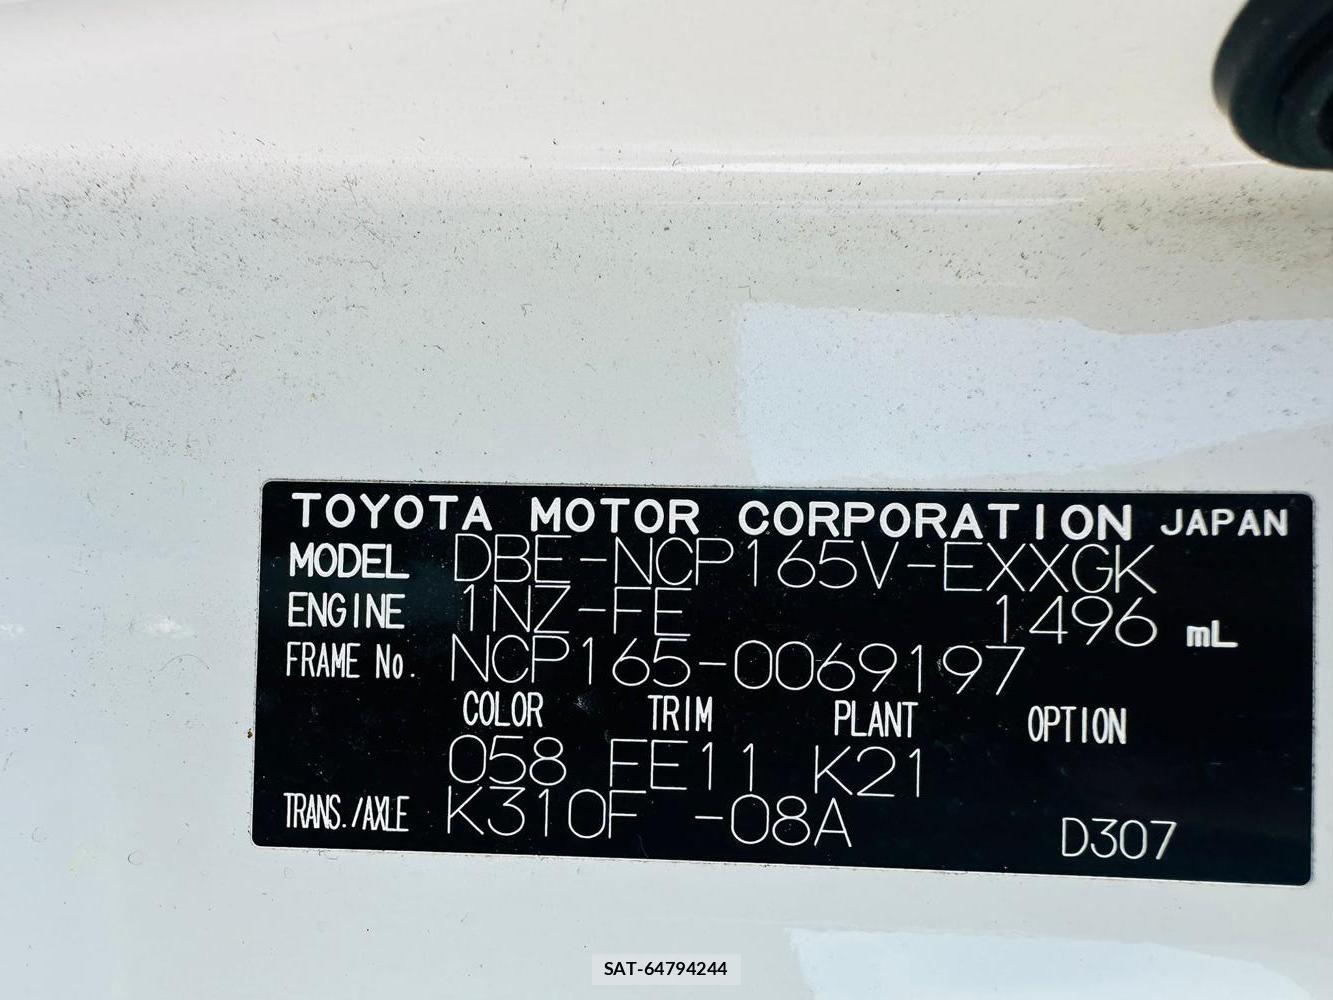 TOYOTA MOTOR CORPORATION JAPAN
MODEL DBE-NCP165V-EXXGK
ENGINE 1NZ-FE 1496 mL
FRAME No. NCP165-0069197
COLOR TRIM PLANT OPTION
058 FE11 K21
TRANS./AXLE K310F -08A D307
SAT-64794244